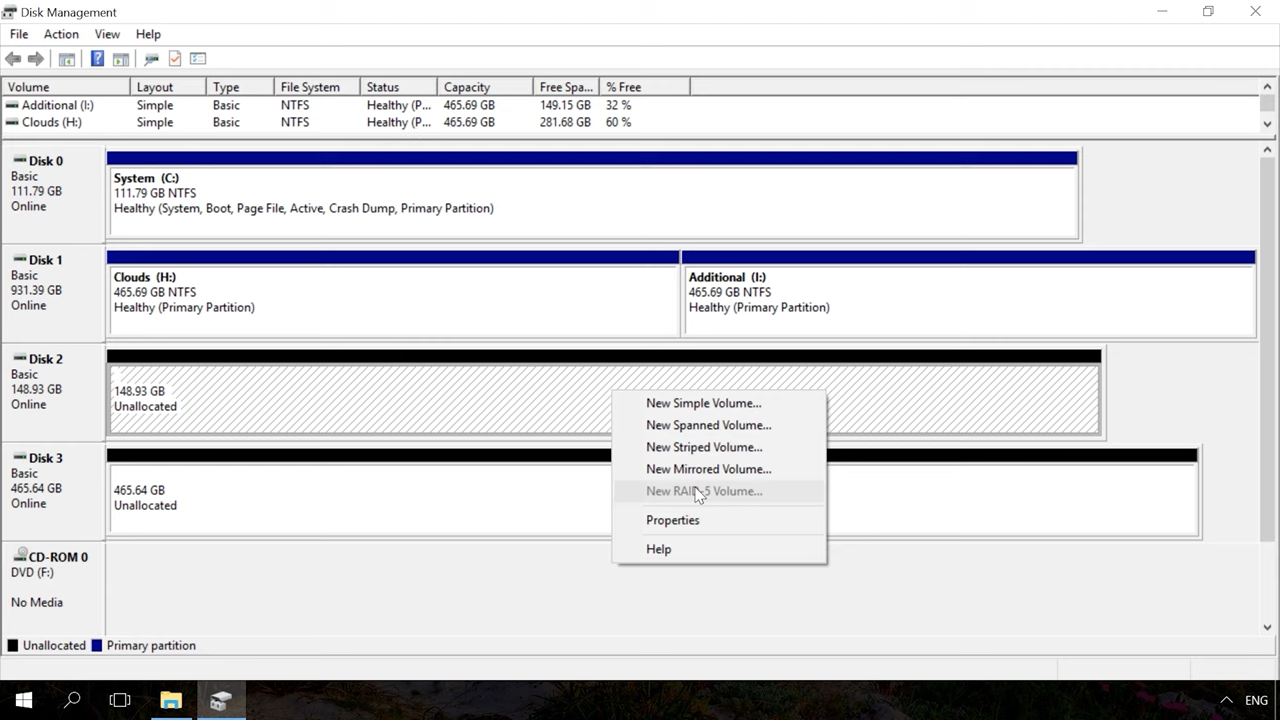 Disk Management
File Action View Help
Volume Layout Type File System Status Capacity Free Spa... % Free
Additional (I:) Simple Basic NTFS Healthy (P... 465.69 GB 149.15 GB 32 %
Clouds (H:) Simple Basic NTFS Healthy (P... 465.69 GB 281.68 GB 60 %
Disk 0
Basic
111.79 GB
Online
System (C:)
111.79 GB NTFS
Healthy (System, Boot, Page File, Active, Crash Dump, Primary Partition)
Disk 1
Basic
931.39 GB
Online
Clouds (H:)
465.69 GB NTFS
Healthy (Primary Partition)
Additional (I:)
465.69 GB NTFS
Healthy (Primary Partition)
Disk 2
Basic
148.93 GB
Online
148.93 GB
Unallocated
New Simple Volume...
New Spanned Volume...
New Striped Volume...
New Mirrored Volume...
New RAID-5 Volume...
Properties
Help
Disk 3
Basic
465.64 GB
Online
465.64 GB
Unallocated
CD-ROM 0
DVD (F:)
No Media
Unallocated Primary partition
ENG